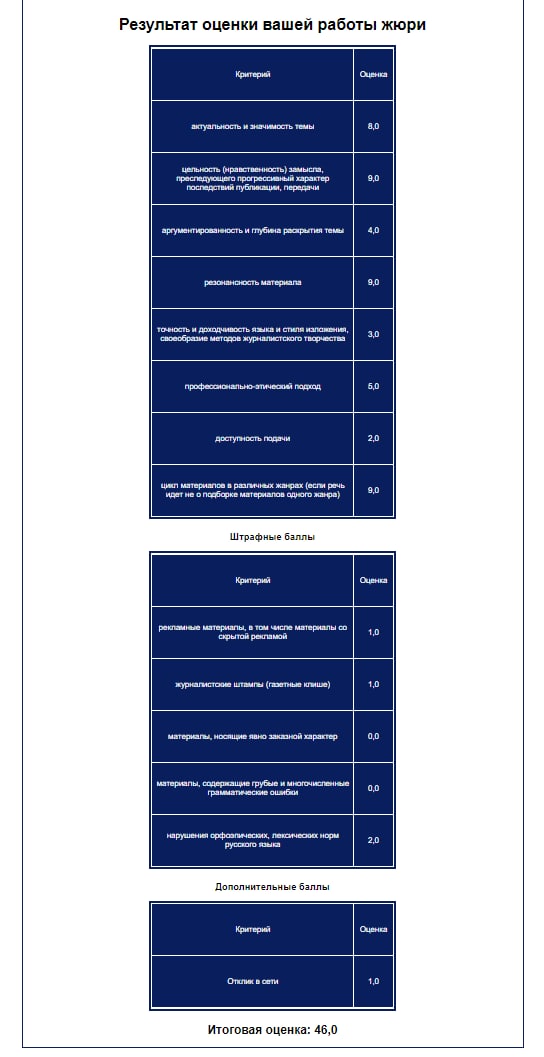 Результат оценки вашей работы жюри
Критерий Оценка
актуальность и значимость темы 8,0
цельность (нравственность) замысла,
преследующего прогрессивный характер
последствий публикации, передачи
9,0
аргументированность и глубина раскрытия темы 4,0
резонансность материала 9,0
точность и доходчивость языка и стиля изложения,
своеобразие методов журналистского творчества
3,0
профессионально-этический подход 5,0
доступность подачи 2,0
цикл материалов в различных жанрах (если речь
идет не о подборке материалов одного жанра)
9,0
Штрафные баллы
Критерий Оценка
рекламные материалы, в том числе материалы со
скрытой рекламой
1,0
журналистские штампы (газетные клише) 1,0
материалы, носящие явно заказной характер 0,0
материалы, содержащие грубые и многочисленные
грамматические ошибки
0,0
нарушения орфоэпических, лексических норм
русского языка
2,0
Дополнительные баллы
Критерий Оценка
Отклик в сети 1,0
Итоговая оценка: 46,0